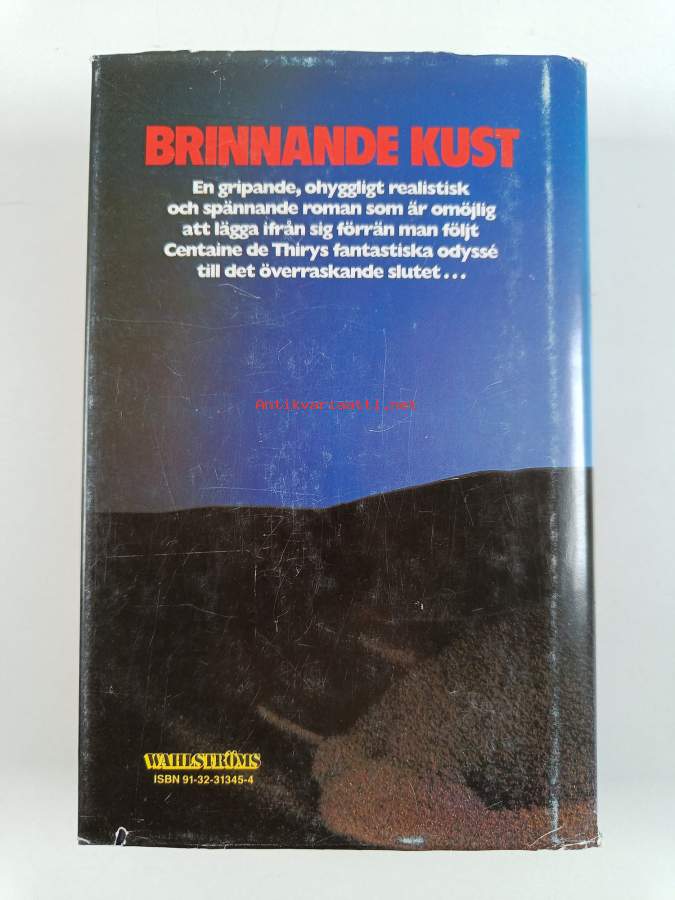 BRINNANDE KUST
En gripande, ohyggligt realistisk
och spännande roman som är omöjlig
att lägga ifrån sig förrän man följt
Centaine de Thirys fantastiska odyssé
till det överraskande slutet...
Antikvariaatti.net
WAHLSTRÖMS
ISBN 91-32-31345-4